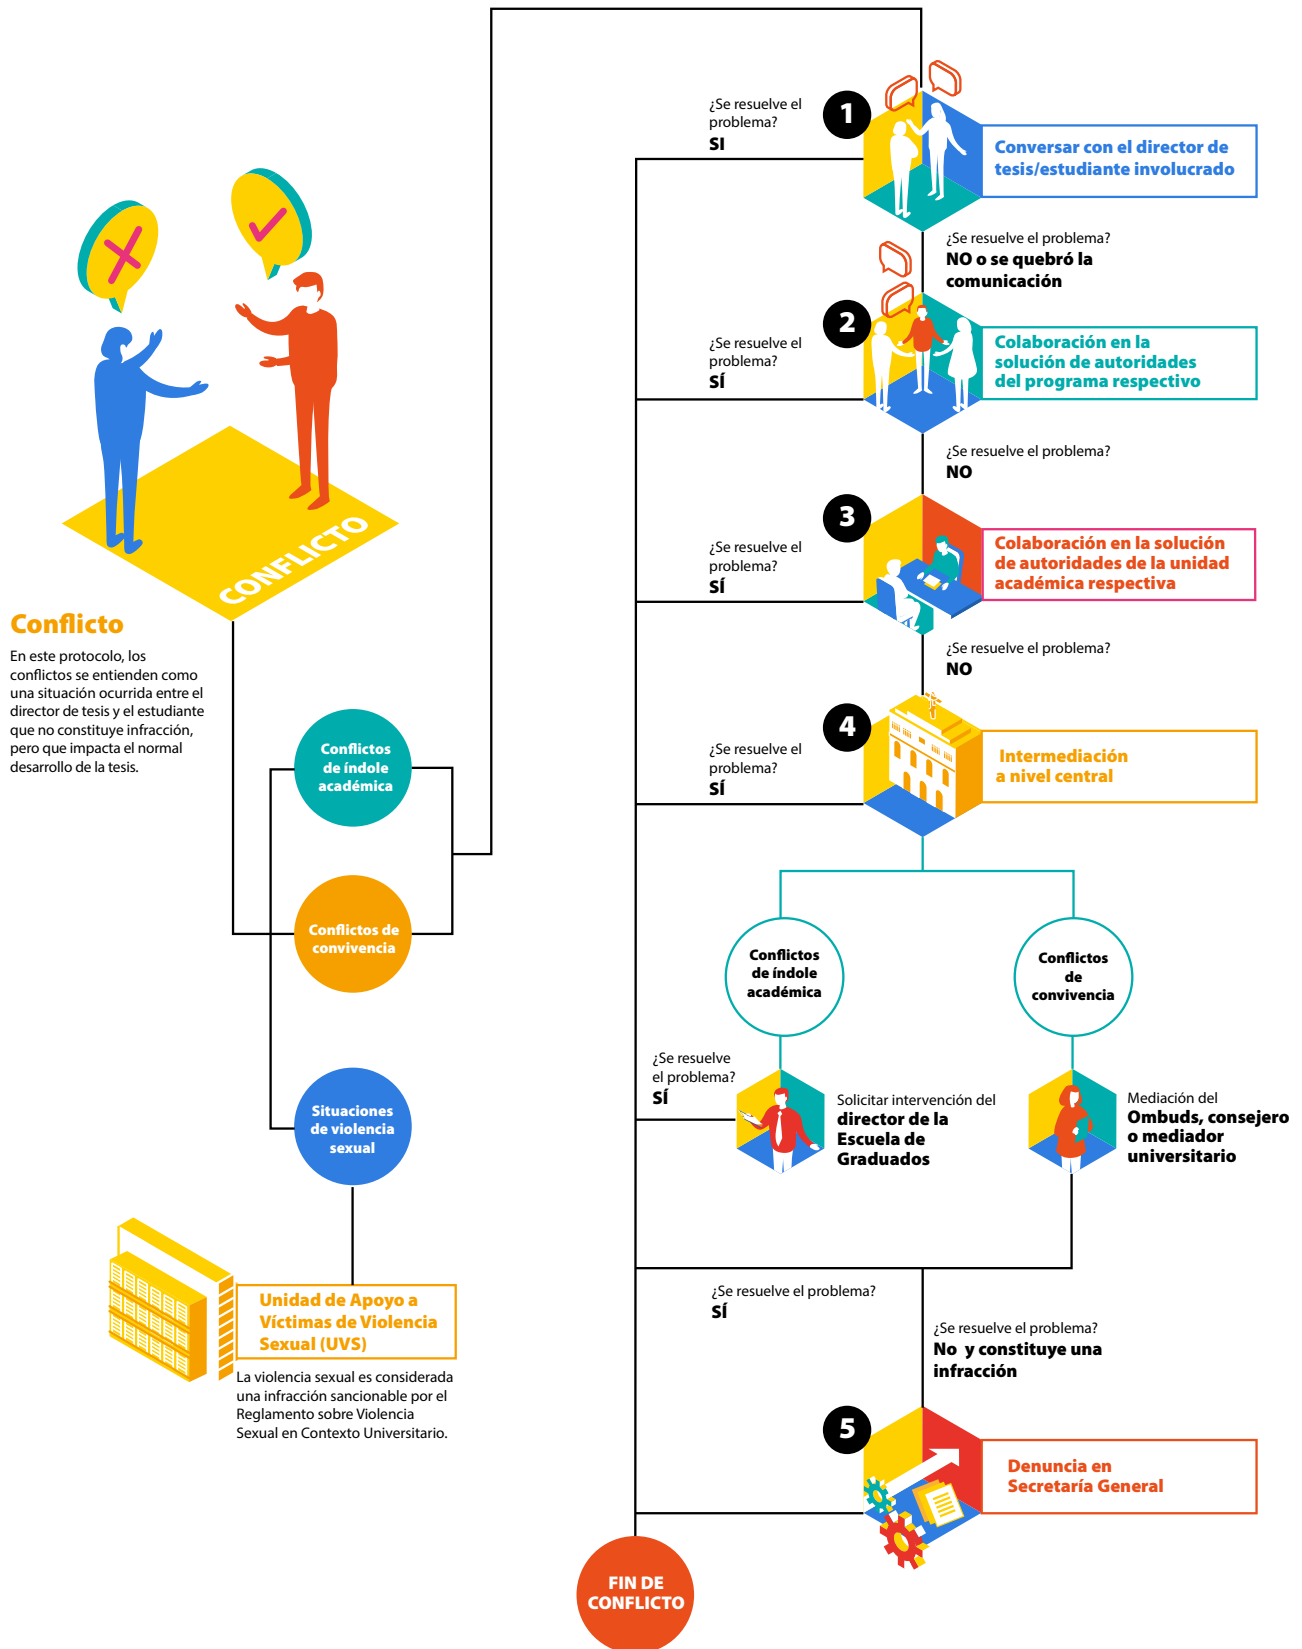 CONFLICTO
Conflicto
En este protocolo, los
conflictos se entienden como
una situación ocurrida entre el
director de tesis y el estudiante
que no constituye infracción,
pero que impacta el normal
desarrollo de la tesis.
Conflictos
de índole
académica
Conflictos de
convivencia
Situaciones
de violencia
sexual
Unidad de Apoyo a
Víctimas de Violencia
Sexual (UVS)
La violencia sexual es considerada
una infracción sancionable por el
Reglamento sobre Violencia
Sexual en Contexto Universitario.
¿Se resuelve el
problema?
SI
1
Conversar con el director de
tesis/estudiante involucrado
¿Se resuelve el problema?
NO o se quebró la
comunicación
¿Se resuelve el
problema?
SÍ
2
Colaboración en la
solución de autoridades
del programa respectivo
¿Se resuelve el problema?
NO
¿Se resuelve el
problema?
SÍ
3
Colaboración en la solución
de autoridades de la unidad
académica respectiva
¿Se resuelve el problema?
NO
¿Se resuelve el
problema?
SÍ
4
Intermediación
a nivel central
Conflictos
de índole
académica
Conflictos
de
convivencia
¿Se resuelve
el problema?
SÍ
Solicitar intervención del
director de la
Escuela de
Graduados
Mediación del
Ombuds, consejero
o mediador
universitario
¿Se resuelve el problema?
SÍ
¿Se resuelve el problema?
No y constituye una
infracción
5
Denuncia en
Secretaría General
FIN DE
CONFLICTO